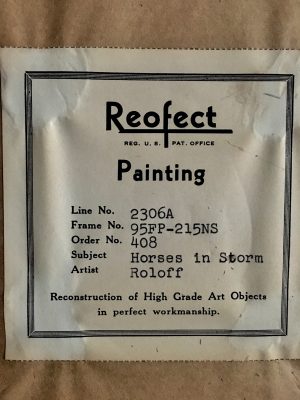 Reofect
REG. U. S. PAT. OFFICE
Painting
Line No. 2306A
Frame No. 95FP-215NS
Order No. 408
Subject Horses in Storm
Artist Roloff
Reconstruction of High Grade Art Objects
in perfect workmanship.